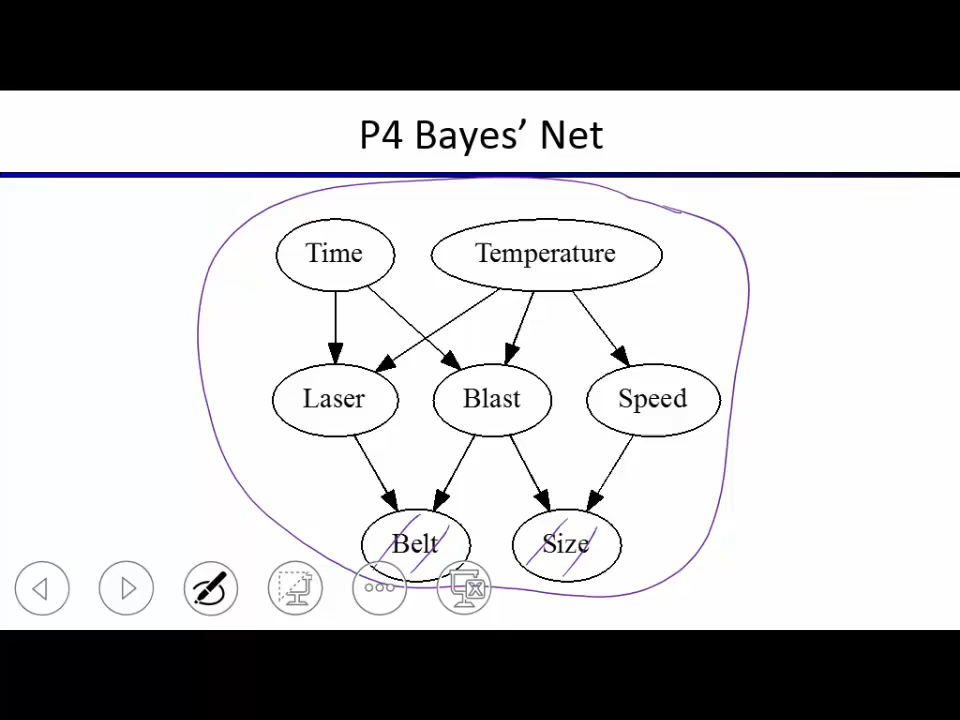 P4 Bayes’ Net
Time
Temperature
Laser
Blast
Speed
Belt
Size